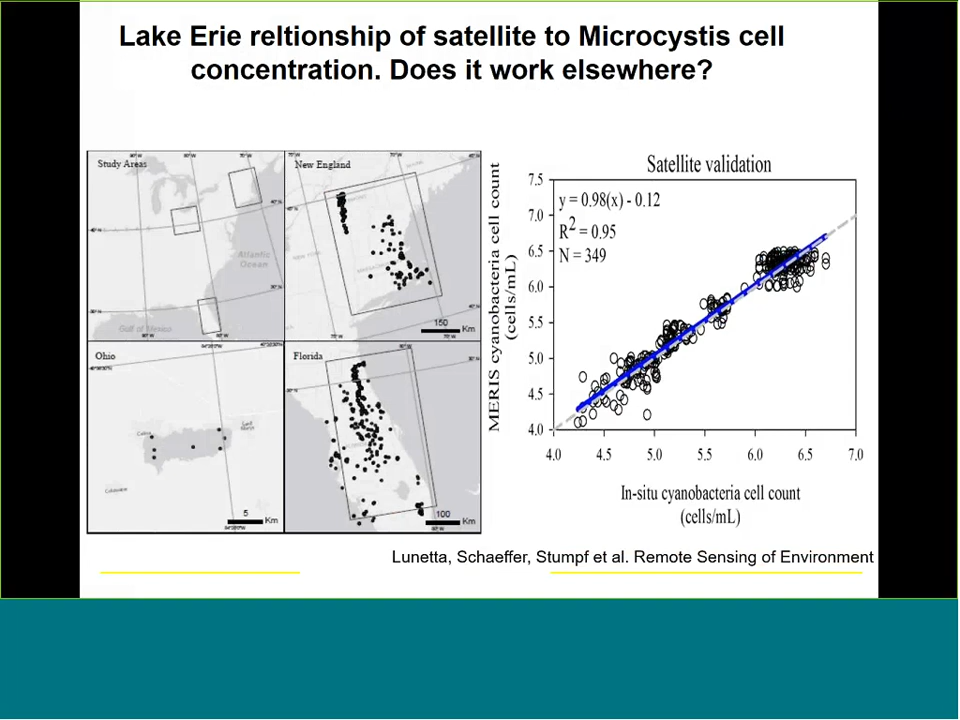 Lake Erie reltionship of satellite to Microcystis cell
concentration. Does it work elsewhere?
Study Areas
Atlantic
Ocean
Gulf of Mexico
New England
150 Km
Ohio
5 Km
Florida
100 Km
Satellite validation
MERIS cyanobacteria cell count
(cells/mL)
7.5
7.0
6.5
6.0
5.5
5.0
4.5
4.0
y = 0.98(x) - 0.12
R2 = 0.95
N = 349
4.0 4.5 5.0 5.5 6.0 6.5 7.0
In-situ cyanobacteria cell count
(cells/mL)
Lunetta, Schaeffer, Stumpf et al. Remote Sensing of Environment